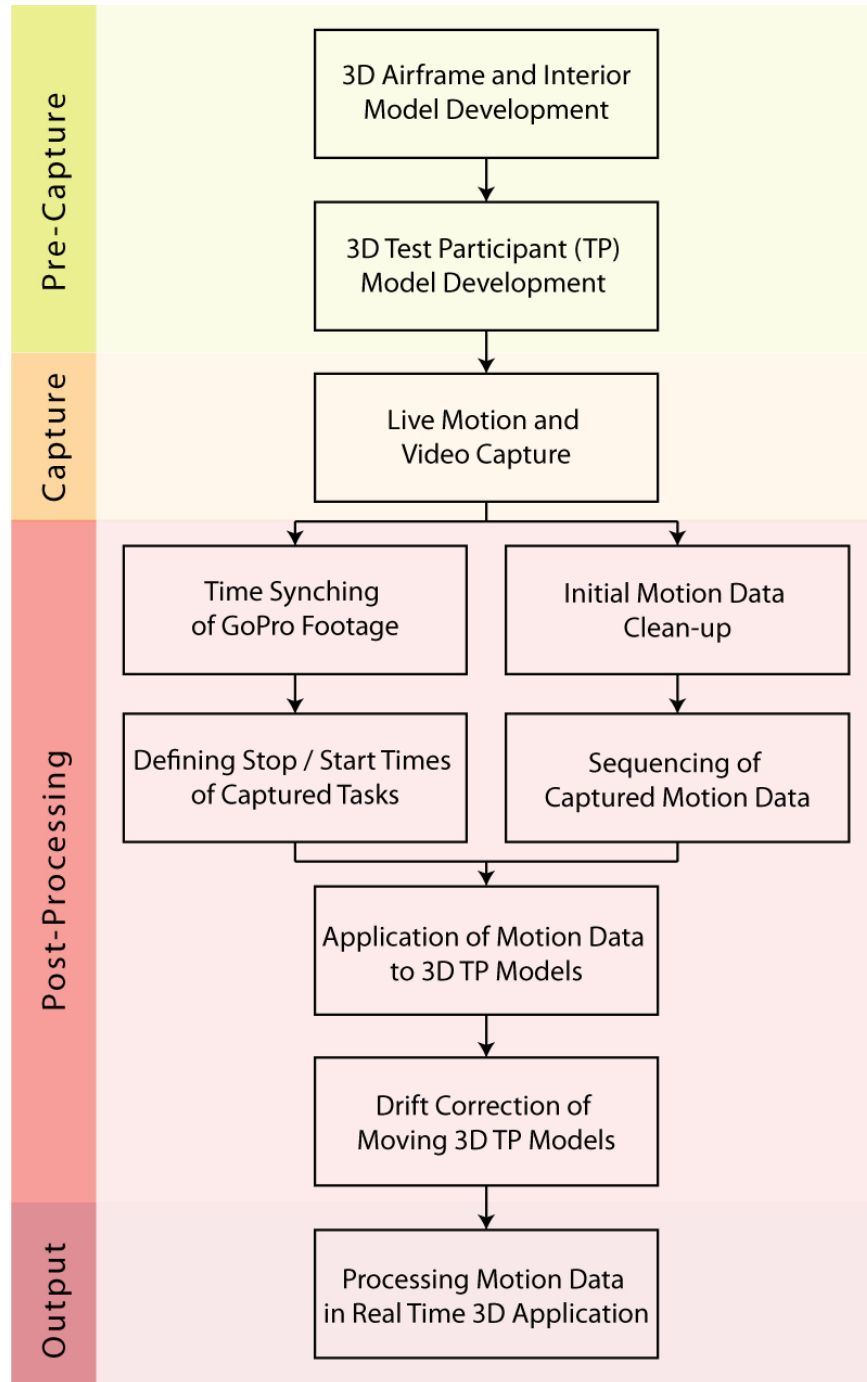 Pre-Capture
3D Airframe and Interior
Model Development
3D Test Participant (TP)
Model Development
Capture
Live Motion and
Video Capture
Post-Processing
Time Synching
of GoPro Footage
Initial Motion Data
Clean-up
Defining Stop / Start Times
of Captured Tasks
Sequencing of
Captured Motion Data
Application of Motion Data
to 3D TP Models
Drift Correction of
Moving 3D TP Models
Output
Processing Motion Data
in Real Time 3D Application